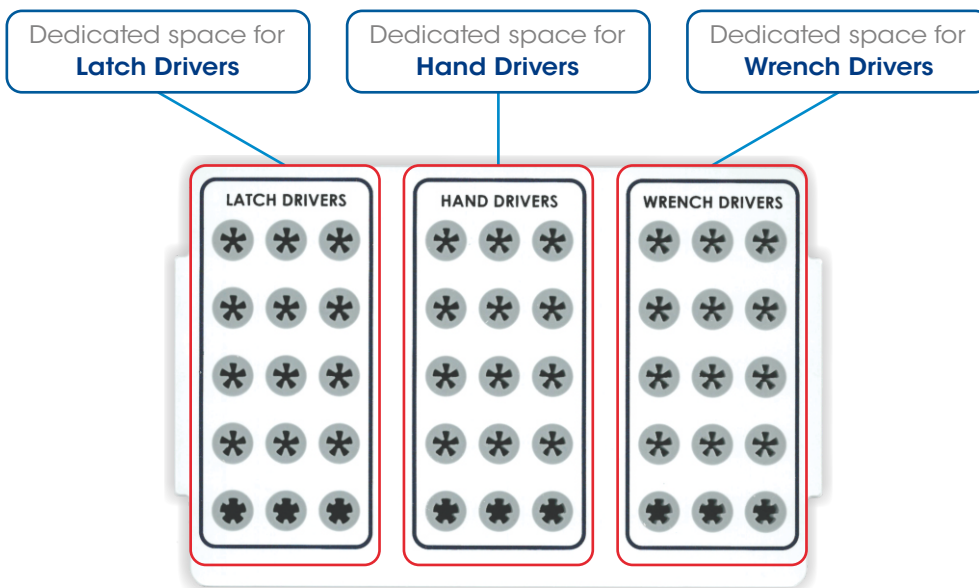 Dedicated space for
Latch Drivers
Dedicated space for
Hand Drivers
Dedicated space for
Wrench Drivers
LATCH DRIVERS
HAND DRIVERS
WRENCH DRIVERS